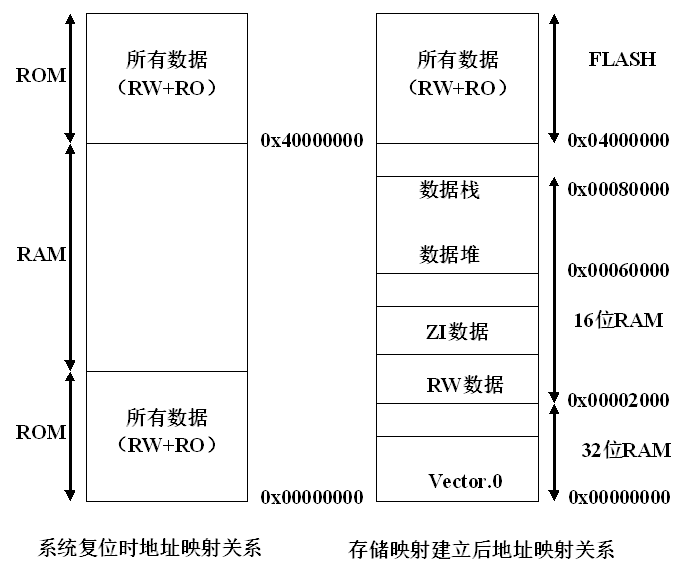 ROM
所有数据
（RW+RO）
0x40000000
RAM
ROM
所有数据
（RW+RO）
0x00000000
系统复位时地址映射关系
所有数据
（RW+RO）
FLASH
0x04000000
数据栈
0x00080000
数据堆
0x00060000
ZI数据
16位RAM
RW数据
0x00002000
32位RAM
Vector.0
0x00000000
存储映射建立后地址映射关系